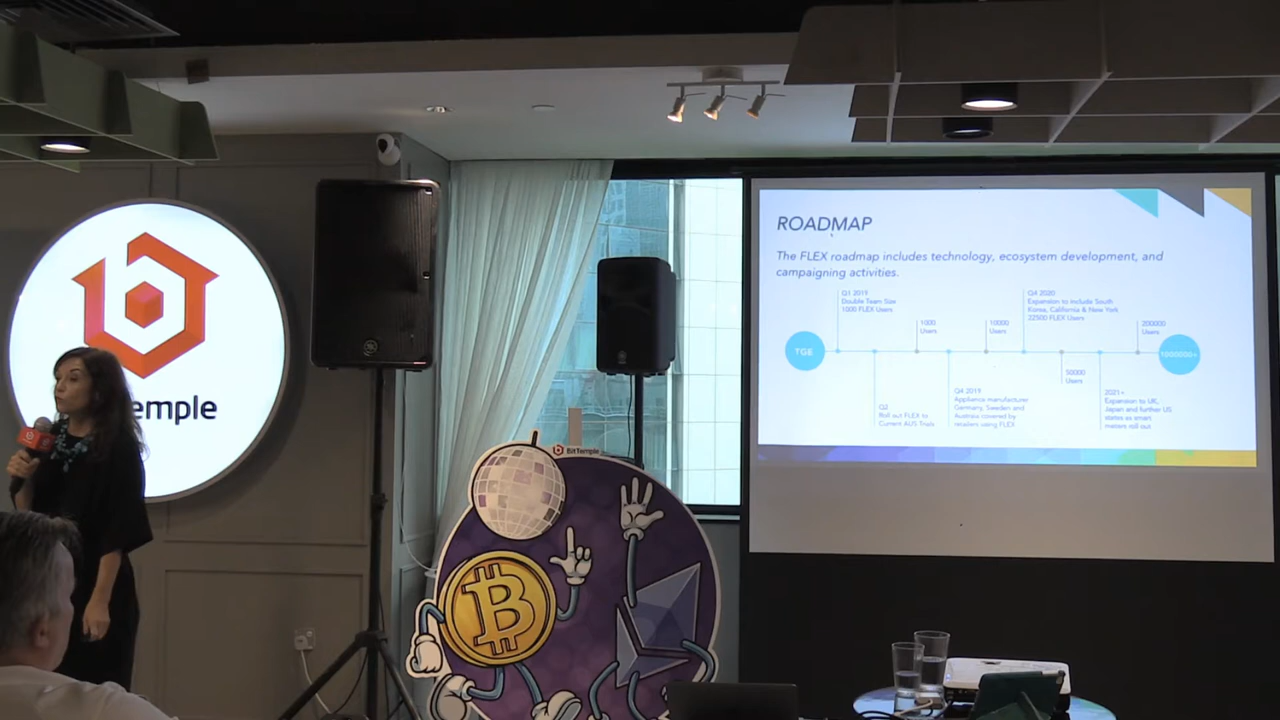 ROADMAP
The FLEX roadmap includes technology, ecosystem development, and
campaigning activities.
Q1 2019
Double Team Size
1000 FLEX Users
1000
Users
10000
Users
Q4 2020
Expansion to include South
Korea, California & New York
22500 FLEX Users
200000
Users
TGE
1000000+
Q2
Roll out FLEX to
Current AUS Trials
Q4 2019
Appliance manufacturer
Germany, Sweden and
Australia covered by
retailers using FLEX
50000
Users
2021+
Expansion to UK,
Japan and further US
states as smart
meters roll out
emple
BitTemple
B